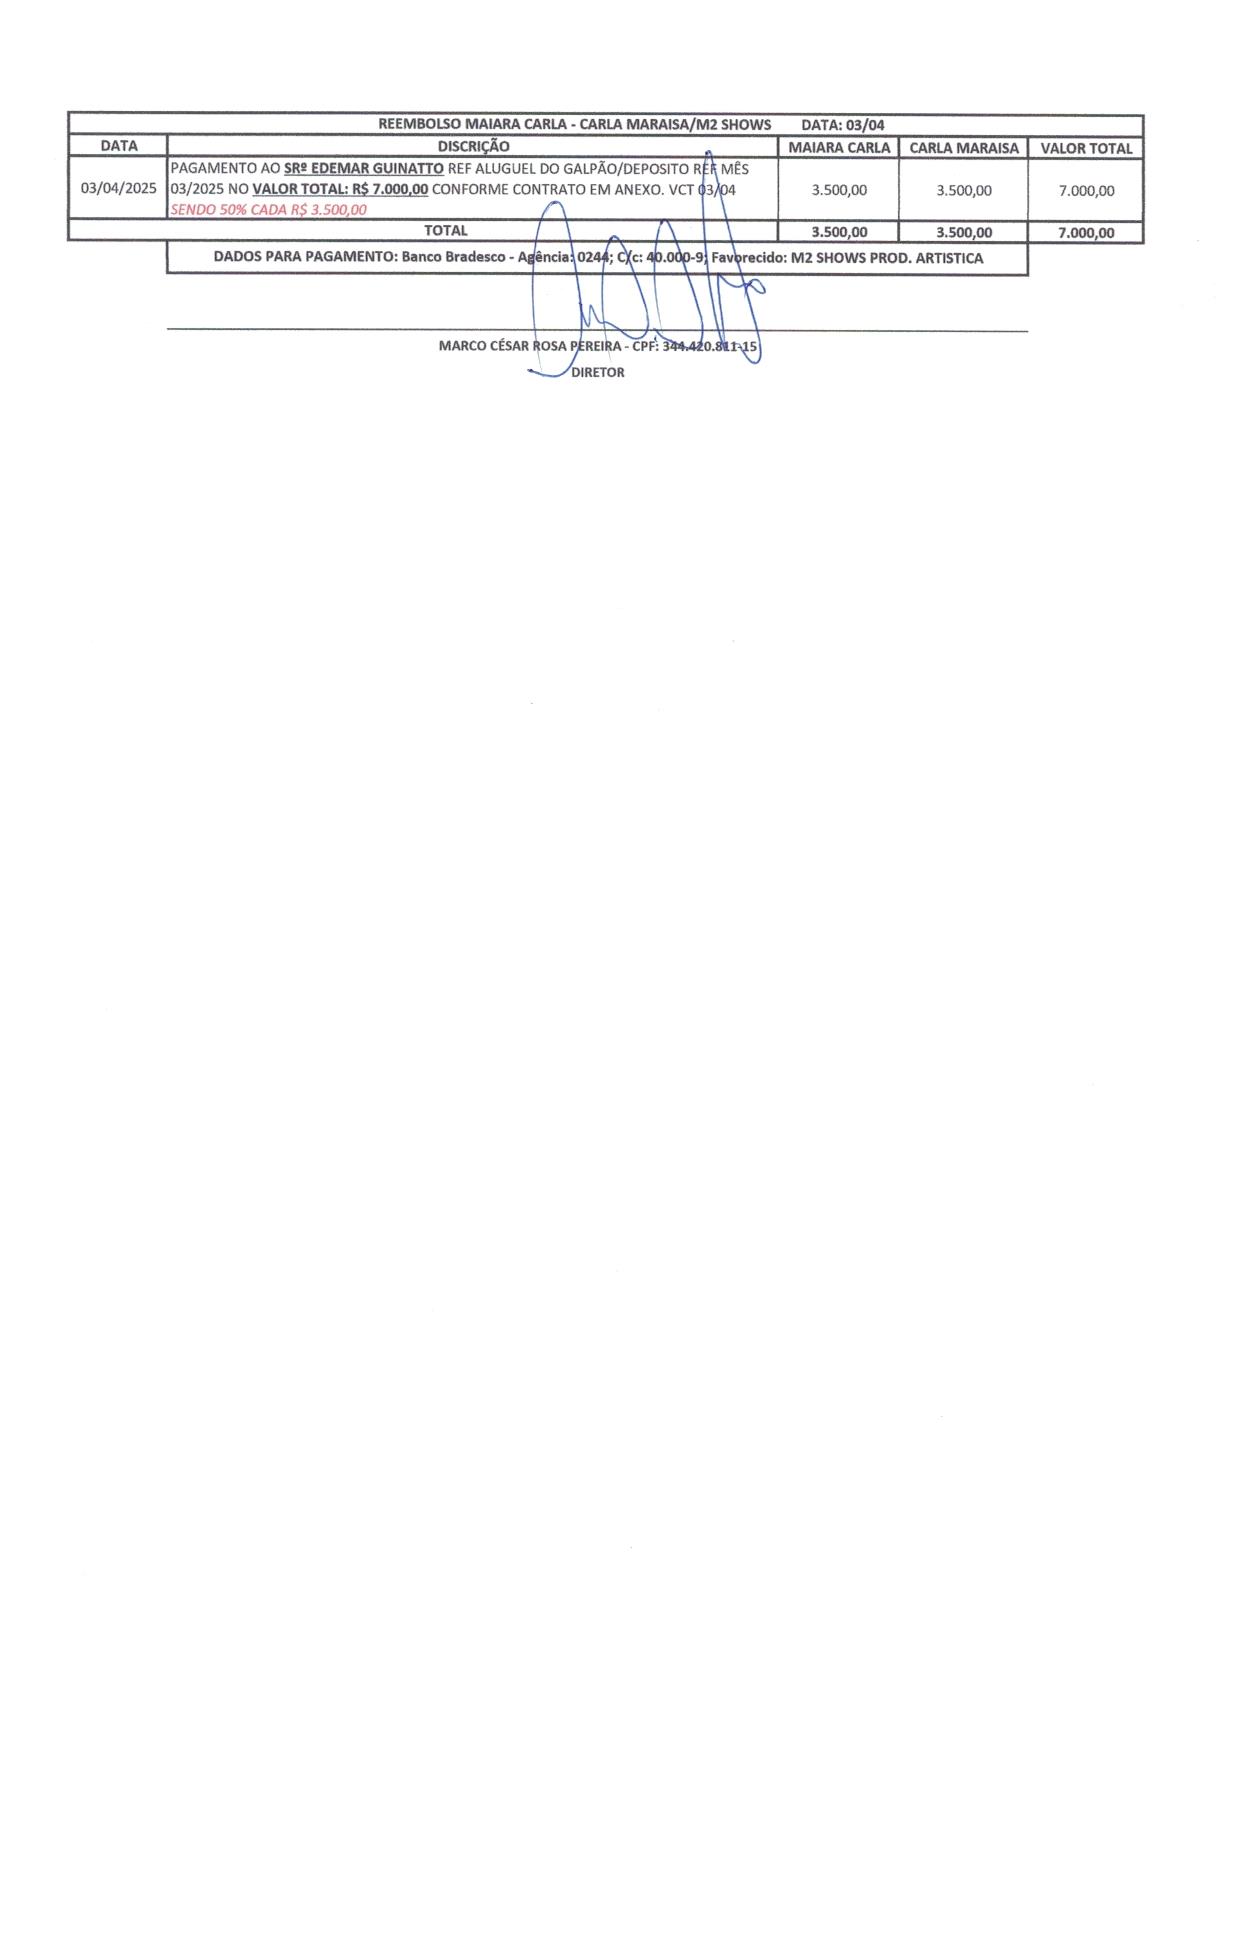 REEMBOLSO MAIARA CARLA - CARLA MARAISA/M2 SHOWS DATA: 03/04
DATA DISCRIÇÃO MAIARA CARLA CARLA MARAISA VALOR TOTAL
PAGAMENTO AO SRº EDEMAR GUINATTO REF ALUGUEL DO GALPÃO/DEPOSITO REF MÊS
03/04/2025 03/2025 NO VALOR TOTAL: R$ 7.000,00 CONFORME CONTRATO EM ANEXO. VCT 03/04 3.500,00 3.500,00 7.000,00
SENDO 50% CADA R$ 3.500,00
TOTAL 3.500,00 3.500,00 7.000,00
DADOS PARA PAGAMENTO: Banco Bradesco - Agência: 0244; C/c: 40.000-9; Favorecido: M2 SHOWS PROD. ARTISTICA
MARCO CÉSAR ROSA PEREIRA - CPF: 344.420.811-15
DIRETOR